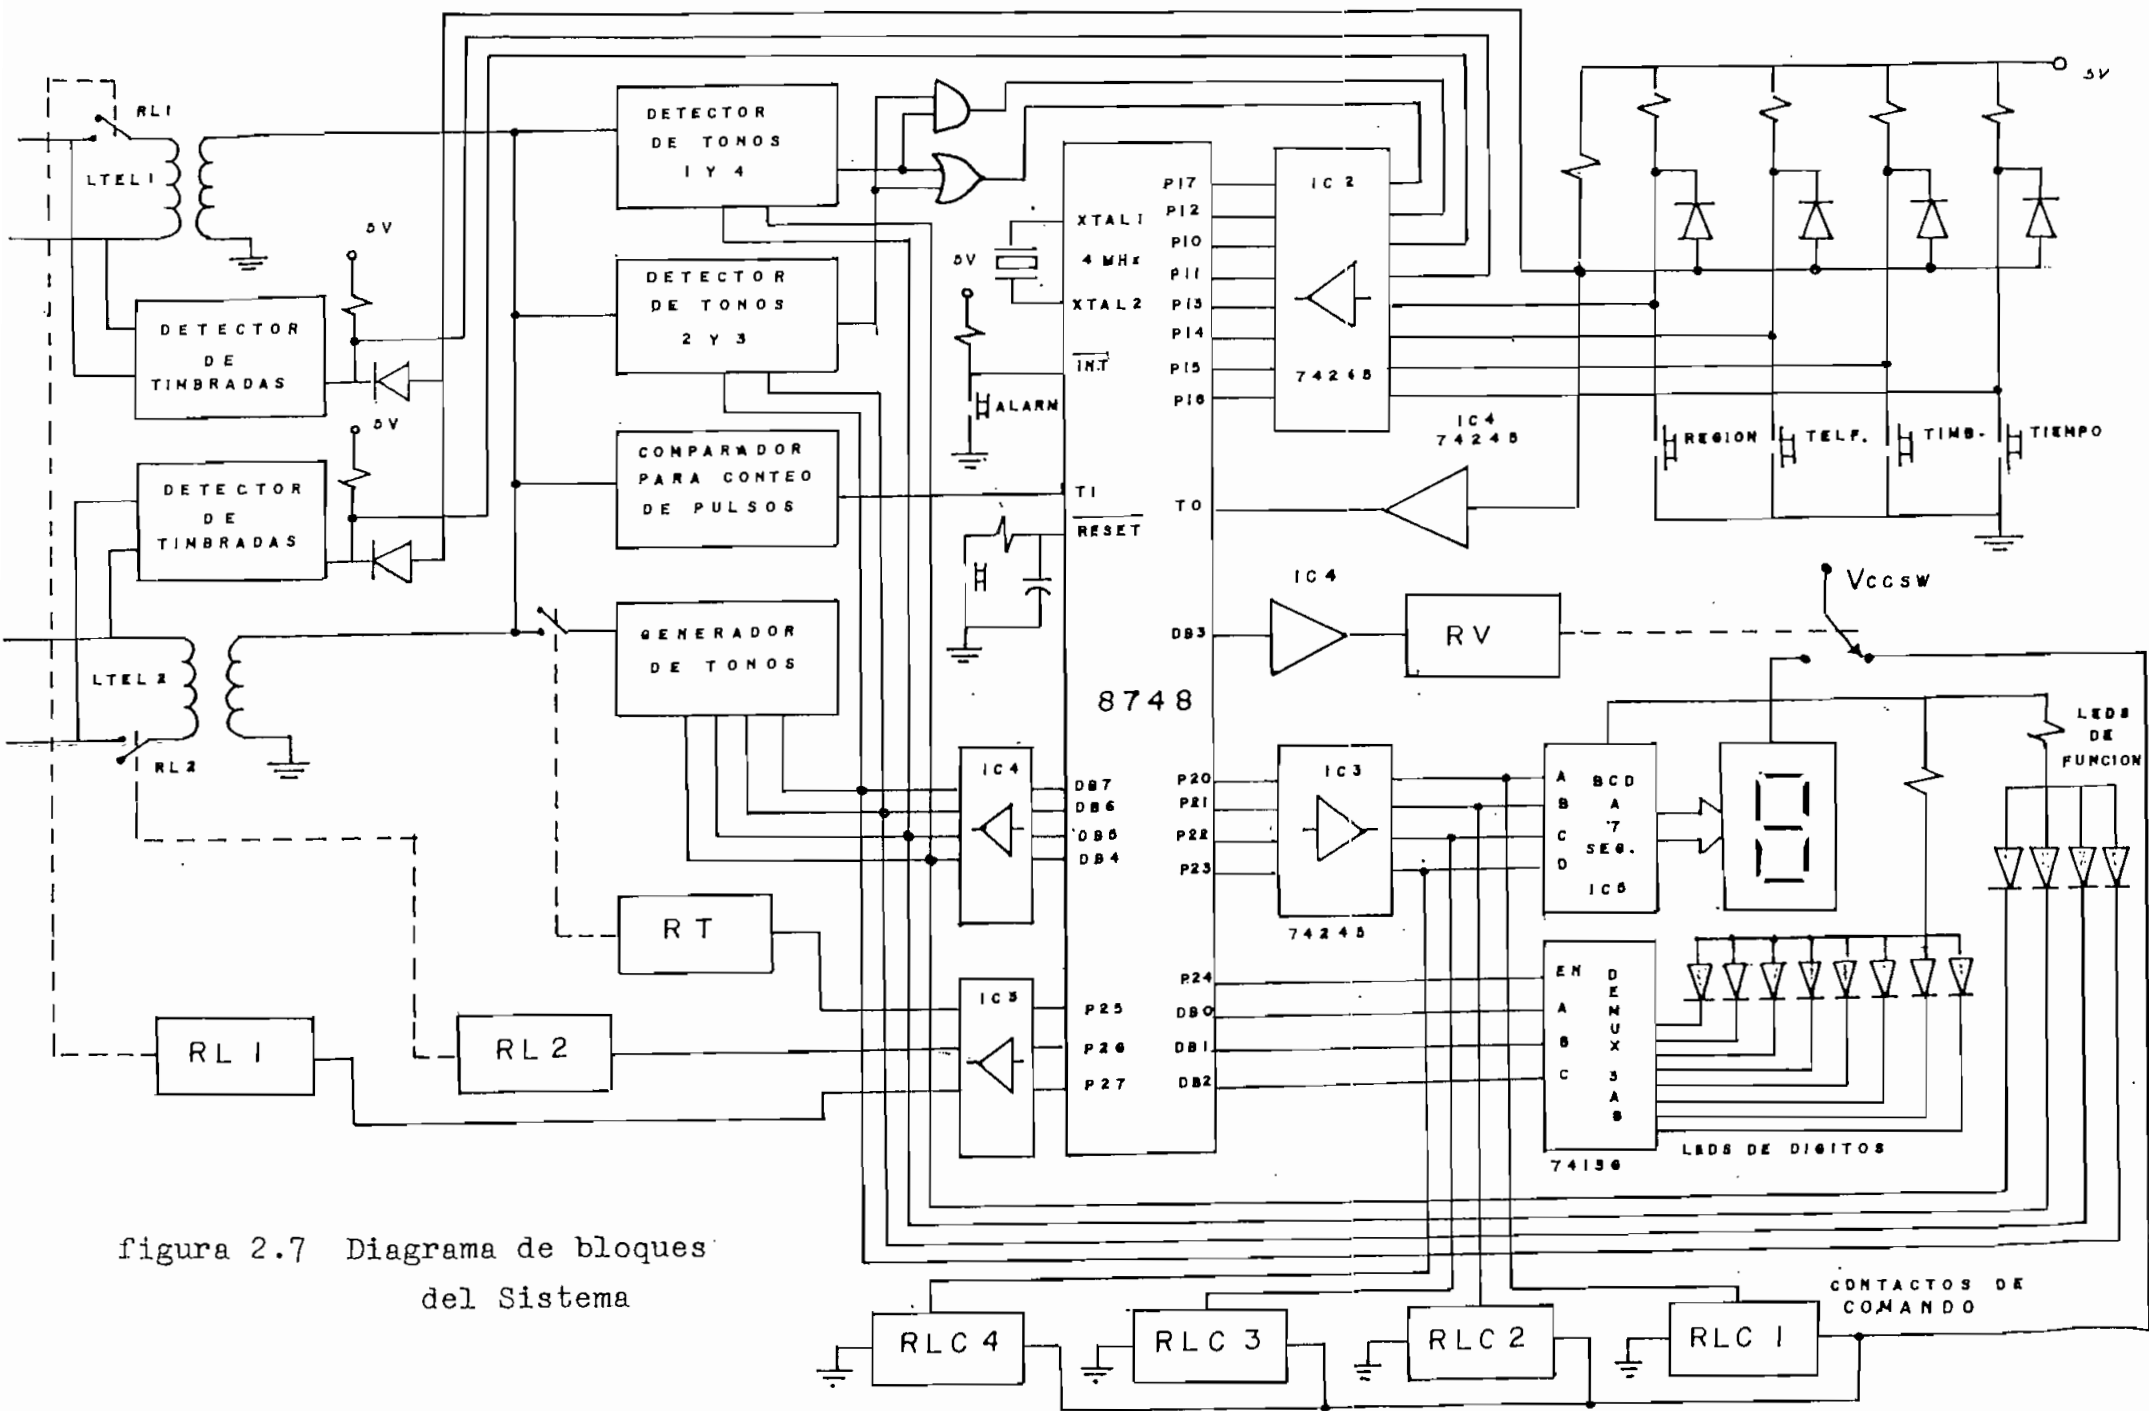 RL1
LTEL1
5V
DETECTOR
DE
TIMBRADAS
5V
DETECTOR
DE
TIMBRADAS
LTEL 2
RL2
RL 1
RL2
RT
DETECTOR
DE TONOS
1 Y 4
DETECTOR
DE TONOS
2 Y 3
COMPARADOR
PARA CONTEO
DE PULSOS
GENERADOR
DE TONOS
5V
ALARM
XTAL1
4 MHz
XTAL2
INT
T1
RESET
8748
DB7
DB6
DB5
DB4
P25
P26
P27
P17
P12
P10
P11
P13
P14
P15
P16
T0
DB3
P20
P21
P22
P23
P24
DB0
DB1
DB2
IC4
IC5
IC2
74245
IC4
74245
5V
REGION
TELF.
TIMB.
TIEMPO
IC4
RV
VCCSW
IC3
74245
A
B
C
D
BCD
A
7
SEG.
IC6
LEDS
DE
FUNCION
EN
A
B
C
DEMUX 3 A 8
74156
LEDS DE DIGITOS
CONTACTOS DE
COMANDO
RLC 4
RLC 3
RLC 2
RLC 1
figura 2.7 Diagrama de bloques
del Sistema